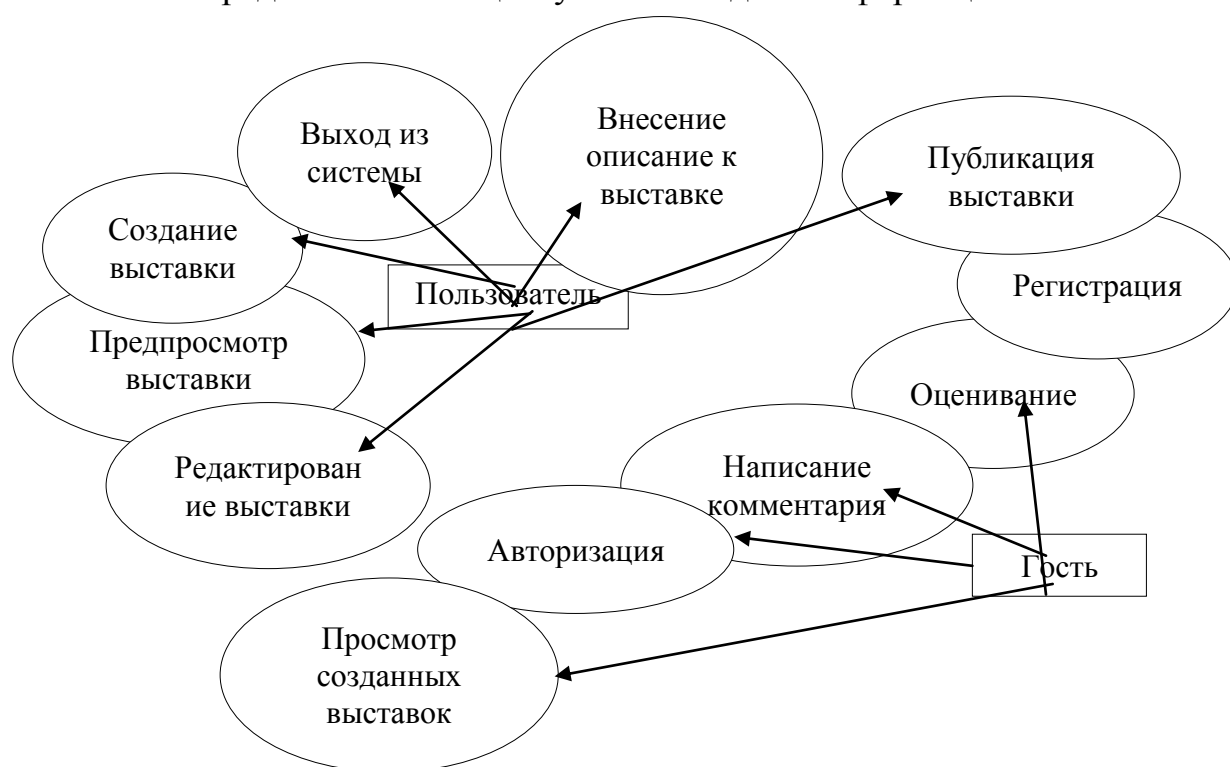 Выход из
системы
Внесение
описание к
выставке
Публикация
выставки
Создание
выставки
Пользователь
Регистрация
Предпросмотр
выставки
Оценивание
Редактирован
ие выставки
Написание
комментария
Авторизация
Гость
Просмотр
созданных
выставок